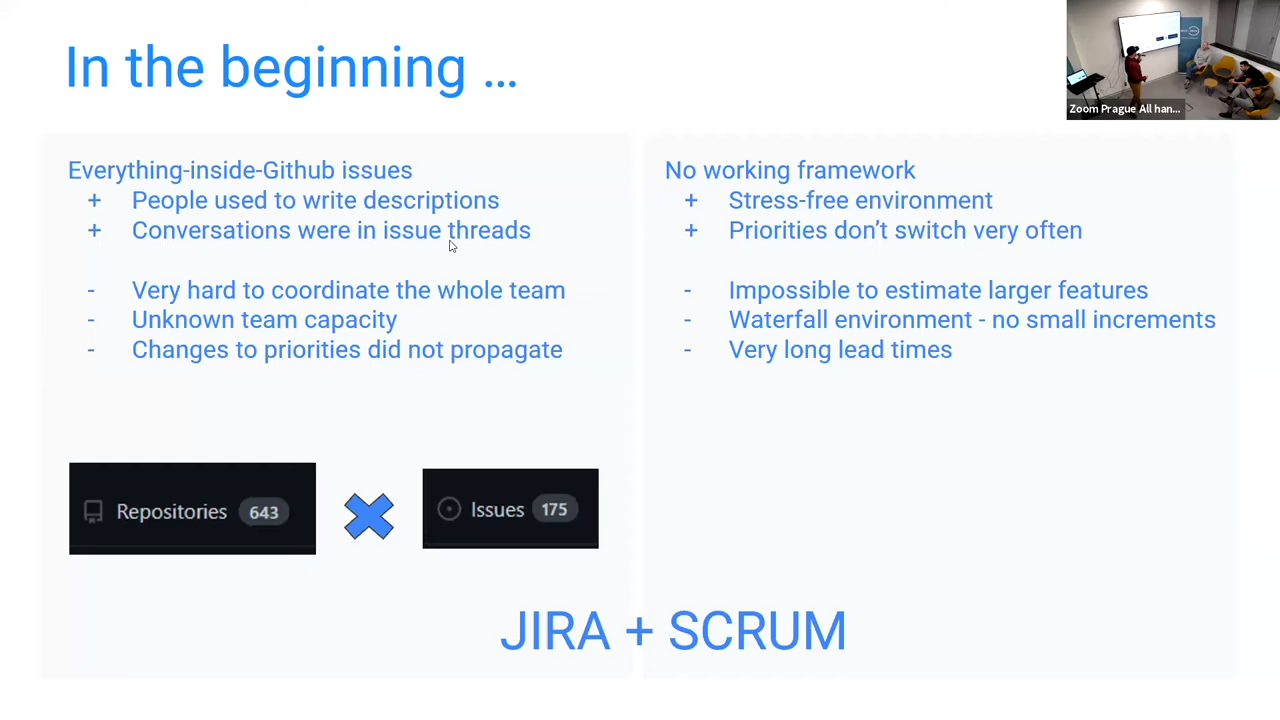 In the beginning ...
Zoom Prague All han...
Everything-inside-Github issues
+ People used to write descriptions
+ Conversations were in issue threads
- Very hard to coordinate the whole team
- Unknown team capacity
- Changes to priorities did not propagate
Repositories 643
Issues 175
No working framework
+ Stress-free environment
+ Priorities don't switch very often
- Impossible to estimate larger features
- Waterfall environment - no small increments
- Very long lead times
JIRA + SCRUM